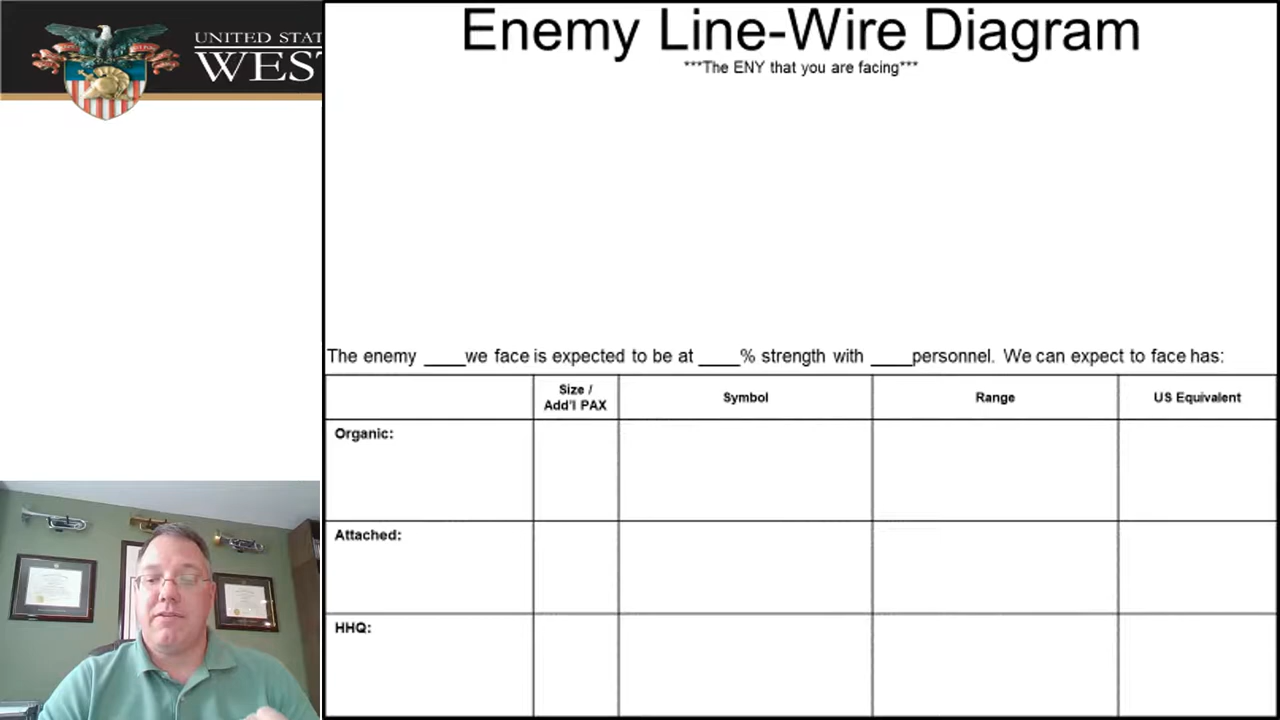 UNITED STAT
WEST
Enemy Line-Wire Diagram
***The ENY that you are facing***
The enemy ____we face is expected to be at ____% strength with ____personnel. We can expect to face has:
Size /
Add'l PAX
Symbol
Range
US Equivalent
Organic:
Attached:
HHQ: